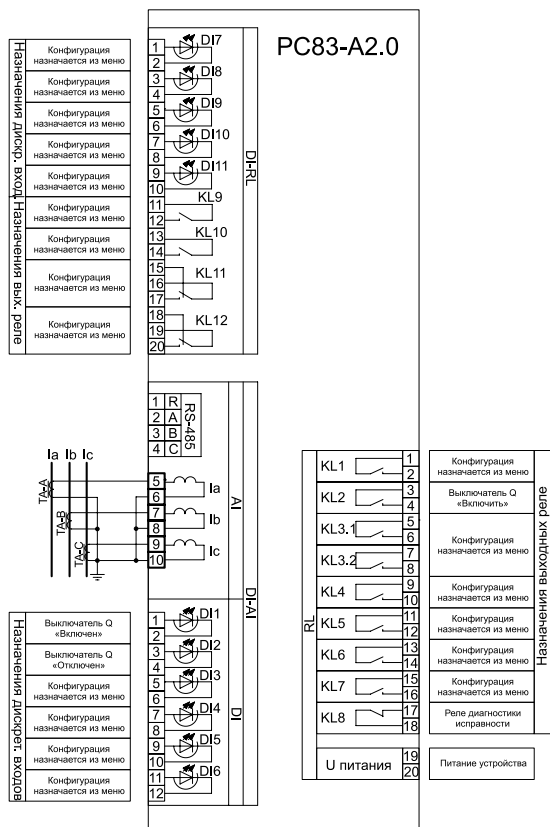 PC83-A2.0
Назначения дискр. вход.
Назначения вых. реле
Конфигурация
назначается из меню
Конфигурация
назначается из меню
Конфигурация
назначается из меню
Конфигурация
назначается из меню
Конфигурация
назначается из меню
Конфигурация
назначается из меню
Конфигурация
назначается из меню
Конфигурация
назначается из меню
Конфигурация
назначается из меню
1
2
3
4
5
6
7
8
9
10
11
12
13
14
15
16
17
18
19
20
DI7
DI8
DI9
DI10
DI11
KL9
KL10
KL11
KL12
DI-RL
1 R
2 A
3 B
4 C
RS-485
AI
DI-AI
Ia Ib Ic
TA-A
TA-B
TA-C
5
6
7
8
9
10
Ia
Ib
Ic
Назначения дискрет. входов
Выключатель Q
«Включен»
Выключатель Q
«Отключен»
Конфигурация
назначается из меню
Конфигурация
назначается из меню
Конфигурация
назначается из меню
Конфигурация
назначается из меню
1
2
3
4
5
6
7
8
9
10
11
12
DI1
DI2
DI3
DI4
DI5
DI6
DI
RL
KL1
KL2
KL3.1
KL3.2
KL4
KL5
KL6
KL7
KL8
1
2
3
4
5
6
7
8
9
10
11
12
13
14
15
16
17
18
Конфигурация
назначается из меню
Выключатель Q
«Включить»
Конфигурация
назначается из меню
Конфигурация
назначается из меню
Конфигурация
назначается из меню
Конфигурация
назначается из меню
Конфигурация
назначается из меню
Реле диагностики
исправности
Назначения выходных реле
U питания
19
20
Питание устройства